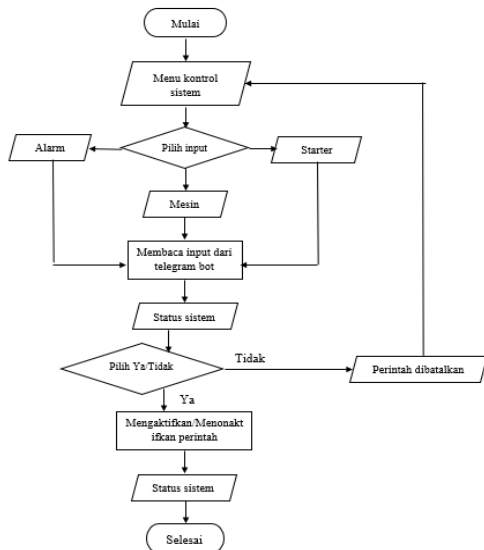 Mulai
Menu kontrol
sistem
Pilih input
Alarm
Starter
Mesin
Membaca input dari
telegram bot
Status sistem
Pilih Ya/Tidak
Tidak
Perintah dibatalkan
Ya
Mengaktifkan/Menonakt
ifkan perintah
Status sistem
Selesai